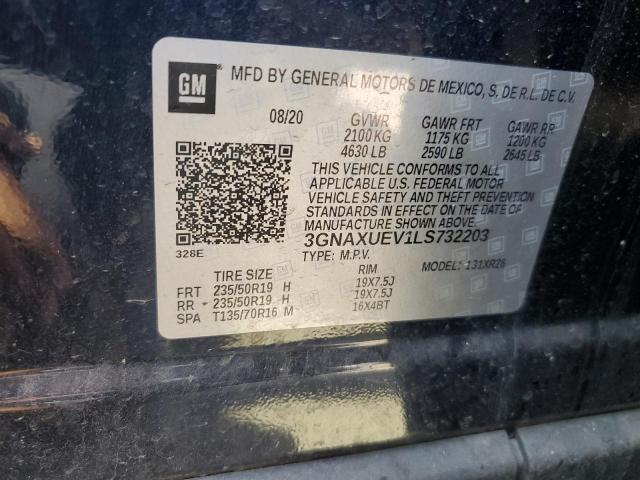 GM
MFD BY GENERAL MOTORS DE MEXICO, S. DE R.L. DE C.V.
08/20 GVWR GAWR FRT GAWR RR
2100 KG 1175 KG 1200 KG
4630 LB 2590 LB 2645 LB
THIS VEHICLE CONFORMS TO ALL
APPLICABLE U.S. FEDERAL MOTOR
VEHICLE SAFETY AND THEFT PREVENTION
STANDARDS IN EFFECT ON THE DATE OF
MANUFACTURE SHOWN ABOVE.
328E 3GNAXUEV1LS732203
TYPE: M.P.V. MODEL: 131XR26
TIRE SIZE RIM
FRT 235/50R19 H 19X7.5J
RR 235/50R19 H 19X7.5J
SPA T135/70R16 M 16X4BT